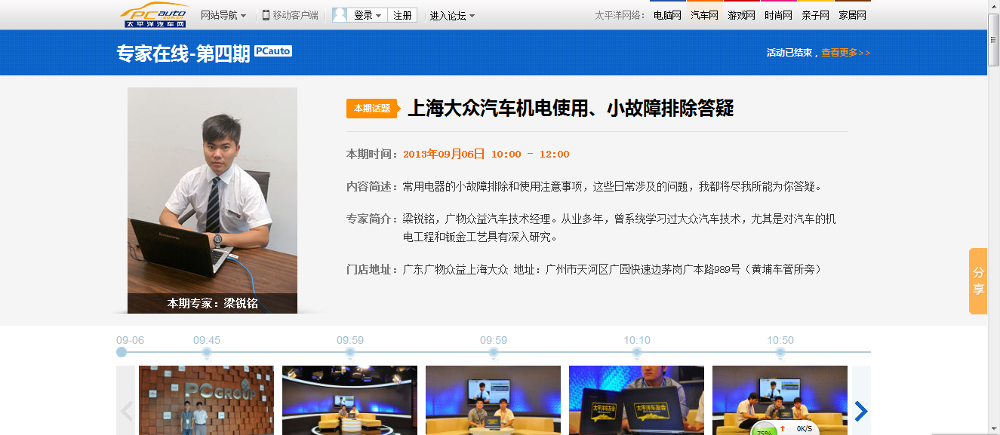 PCauto
.com.cn
太平洋汽车网
网站导航
移动客户端
登录
注册
进入论坛
太平洋网络：
电脑网
汽车网
游戏网
时尚网
亲子网
家居网
专家在线-第四期
PCauto
活动已结束，查看更多>>
本期话题
上海大众汽车机电使用、小故障排除答疑
本期时间：2013年09月06日 10:00 - 12:00
内容简述：常用电器的小故障排除和使用注意事项，这些日常涉及的问题，我都将尽我所能为你答疑。
专家简介：梁锐铭，广物众益汽车技术经理。从业多年，曾系统学习过大众汽车技术，尤其是对汽车的机
电工程和钣金工艺具有深入研究。
门店地址：广东广物众益上海大众 地址：广州市天河区广园快速边茅岗广本路989号（黄埔车管所旁）
本期专家：梁锐铭
分
享
09-06
09:45
09:59
09:59
10:10
10:50
PCGROUP
太平洋车友会
太平洋车友会
75%
0K/S